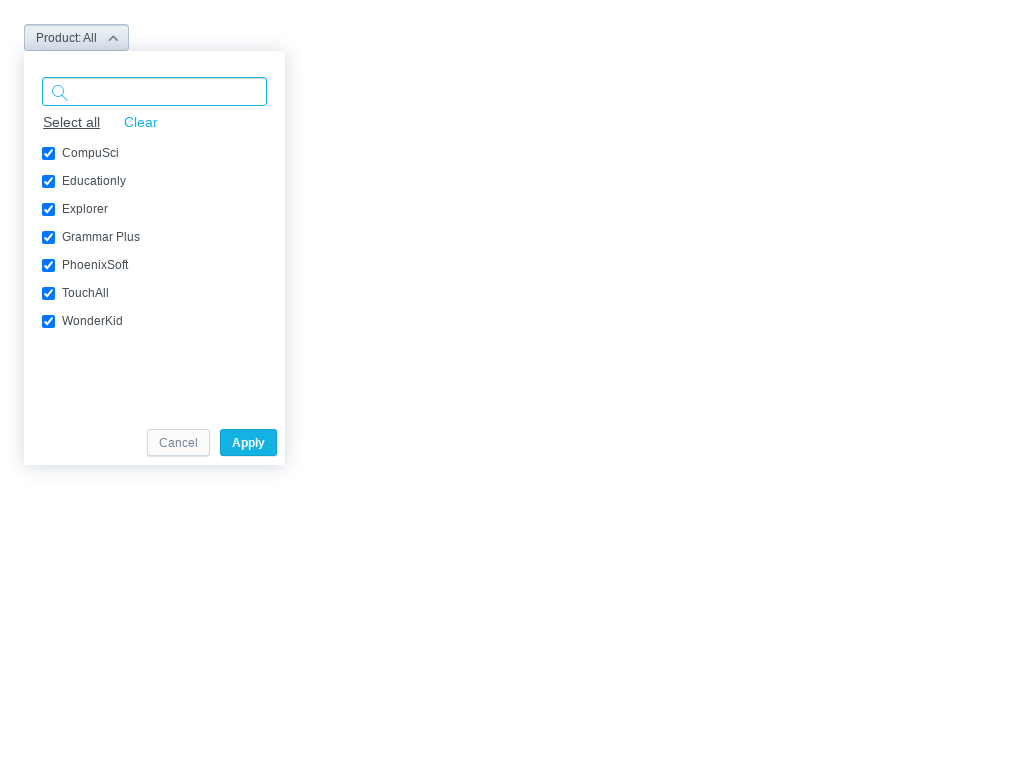 Product: All
Select all Clear
CompuSci
Educationly
Explorer
Grammar Plus
PhoenixSoft
TouchAll
WonderKid
Cancel Apply